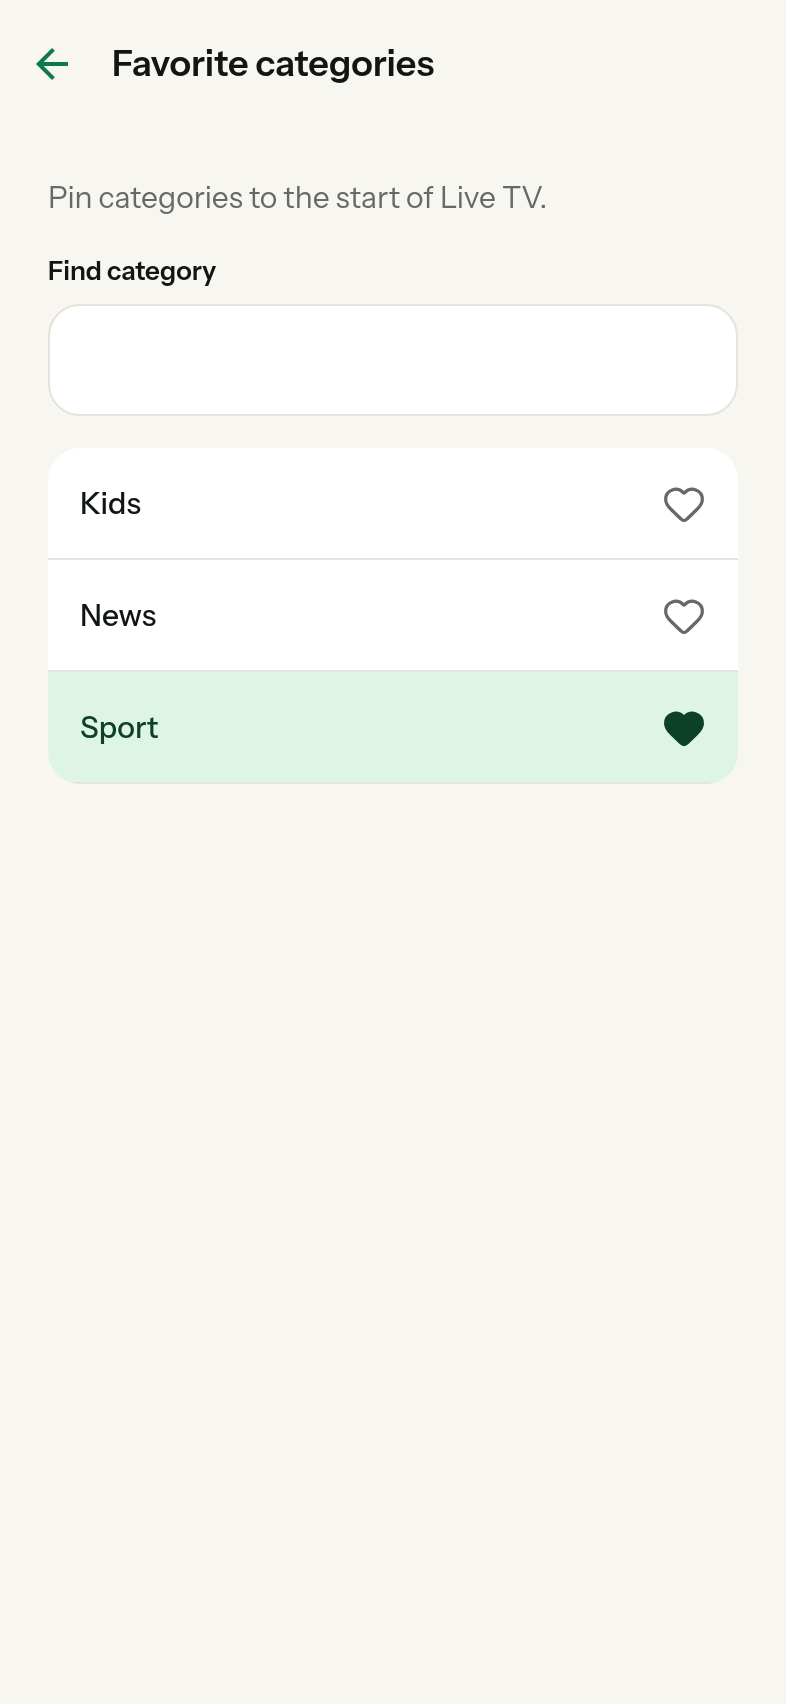 Favorite categories
Pin categories to the start of Live TV.
Find category
Kids
News
Sport